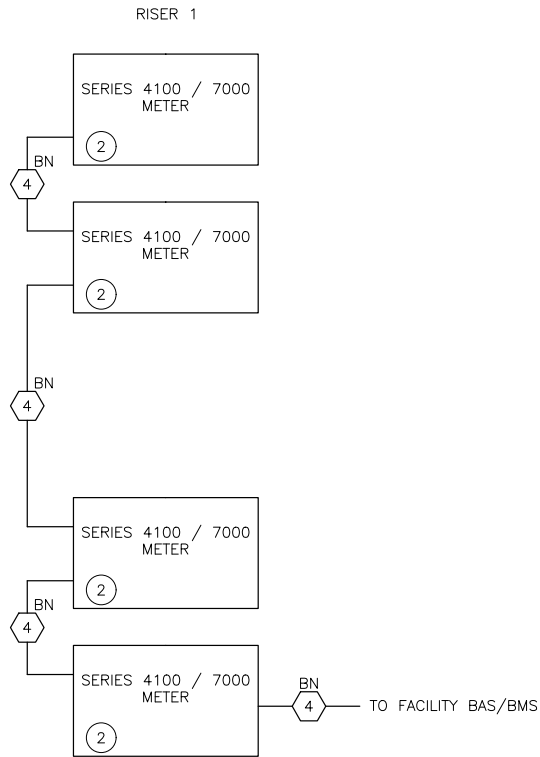 RISER 1
SERIES 4100 / 7000
METER
2
BN
4
SERIES 4100 / 7000
METER
2
BN
4
SERIES 4100 / 7000
METER
2
BN
4
SERIES 4100 / 7000
METER
2
BN
4
TO FACILITY BAS/BMS